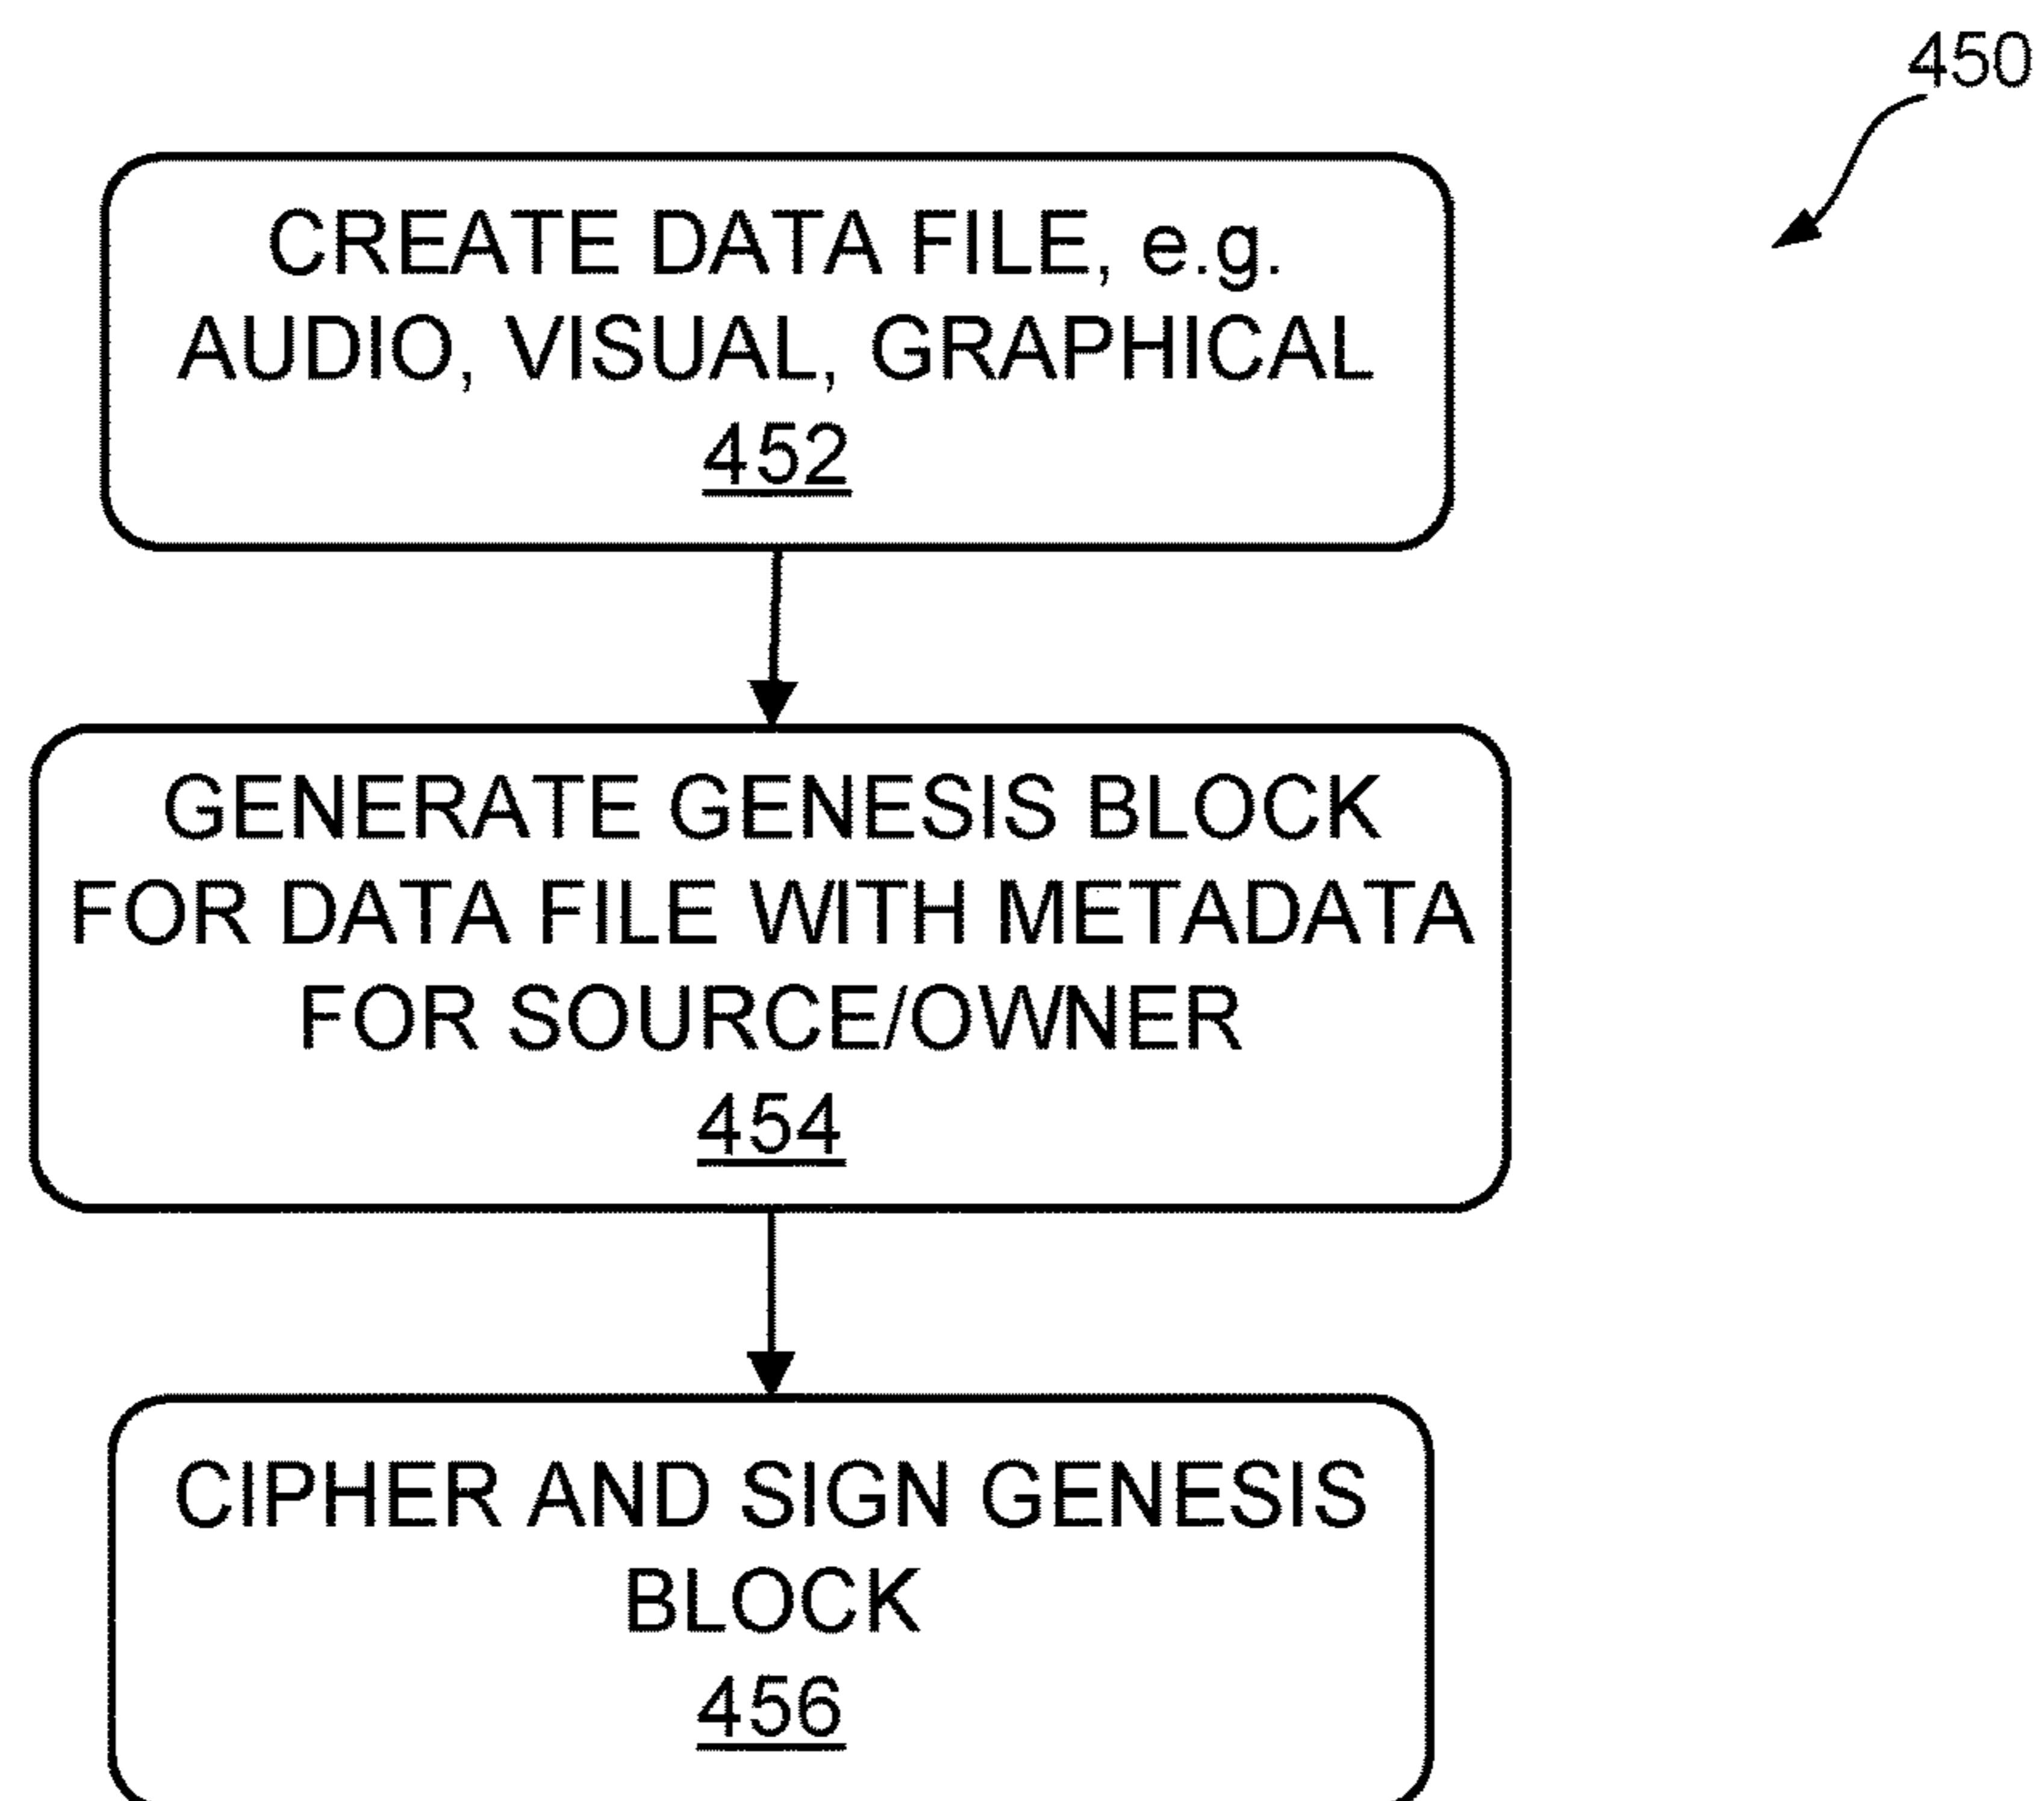 450
CREATE DATA FILE, e.g.
AUDIO, VISUAL, GRAPHICAL
452
GENERATE GENESIS BLOCK
FOR DATA FILE WITH METADATA
FOR SOURCE/OWNER
454
CIPHER AND SIGN GENESIS
BLOCK
456